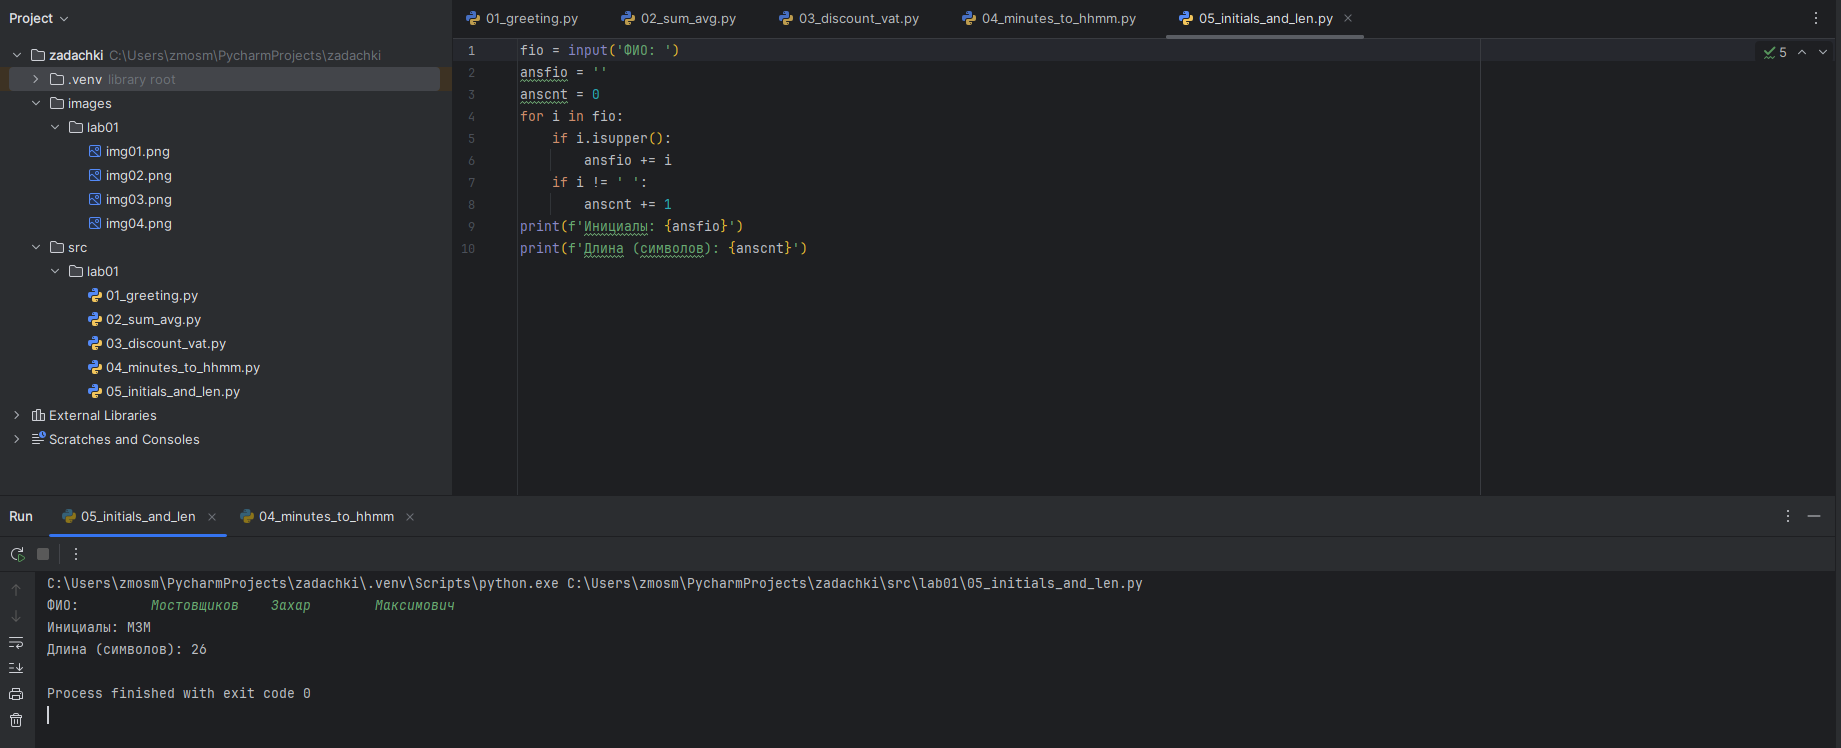 Project
zadachki C:\Users\zmosm\PycharmProjects\zadachki
.venv library root
images
lab01
img01.png
img02.png
img03.png
img04.png
src
lab01
01_greeting.py
02_sum_avg.py
03_discount_vat.py
04_minutes_to_hhmm.py
05_initials_and_len.py
External Libraries
Scratches and Consoles
01_greeting.py 02_sum_avg.py 03_discount_vat.py 04_minutes_to_hhmm.py 05_initials_and_len.py
5
1 fio = input('ФИО: ')
2 ansfio = ''
3 anscnt = 0
4 for i in fio:
5 if i.isupper():
6 ansfio += i
7 if i != ' ':
8 anscnt += 1
9 print(f'Инициалы: {ansfio}')
10 print(f'Длина (символов): {anscnt}')
Run 05_initials_and_len 04_minutes_to_hhmm
C:\Users\zmosm\PycharmProjects\zadachki\.venv\Scripts\python.exe C:\Users\zmosm\PycharmProjects\zadachki\src\lab01\05_initials_and_len.py
ФИО: Мостовщиков Захар Максимович
Инициалы: МЗМ
Длина (символов): 26
Process finished with exit code 0